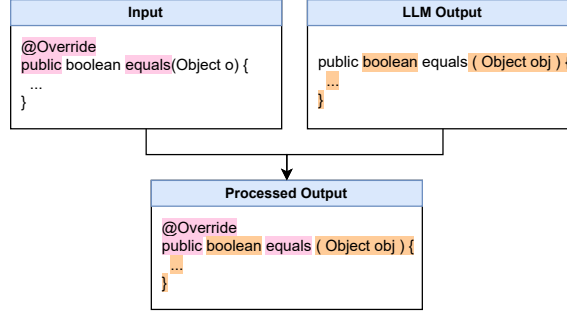 Input
@Override
public boolean equals(Object o) {
...
}
LLM Output
public boolean equals ( Object obj ) {
...
}
Processed Output
@Override
public boolean equals ( Object obj ) {
...
}